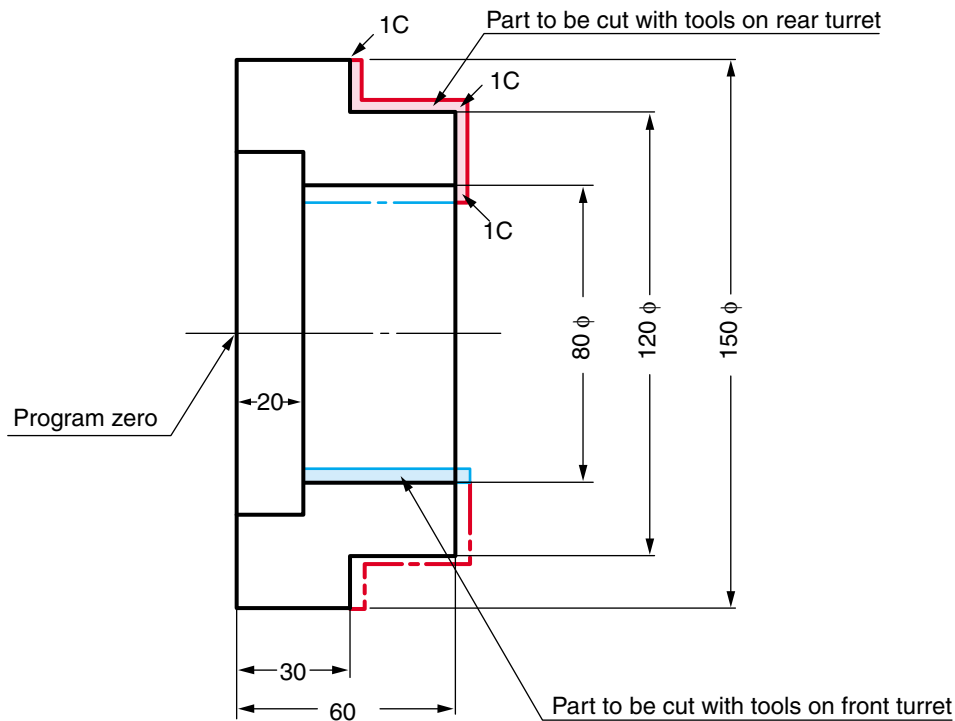 Part to be cut with tools on rear turret
1C
1C
1C
80 ϕ
120 ϕ
150 ϕ
20
Program zero
30
60
Part to be cut with tools on front turret